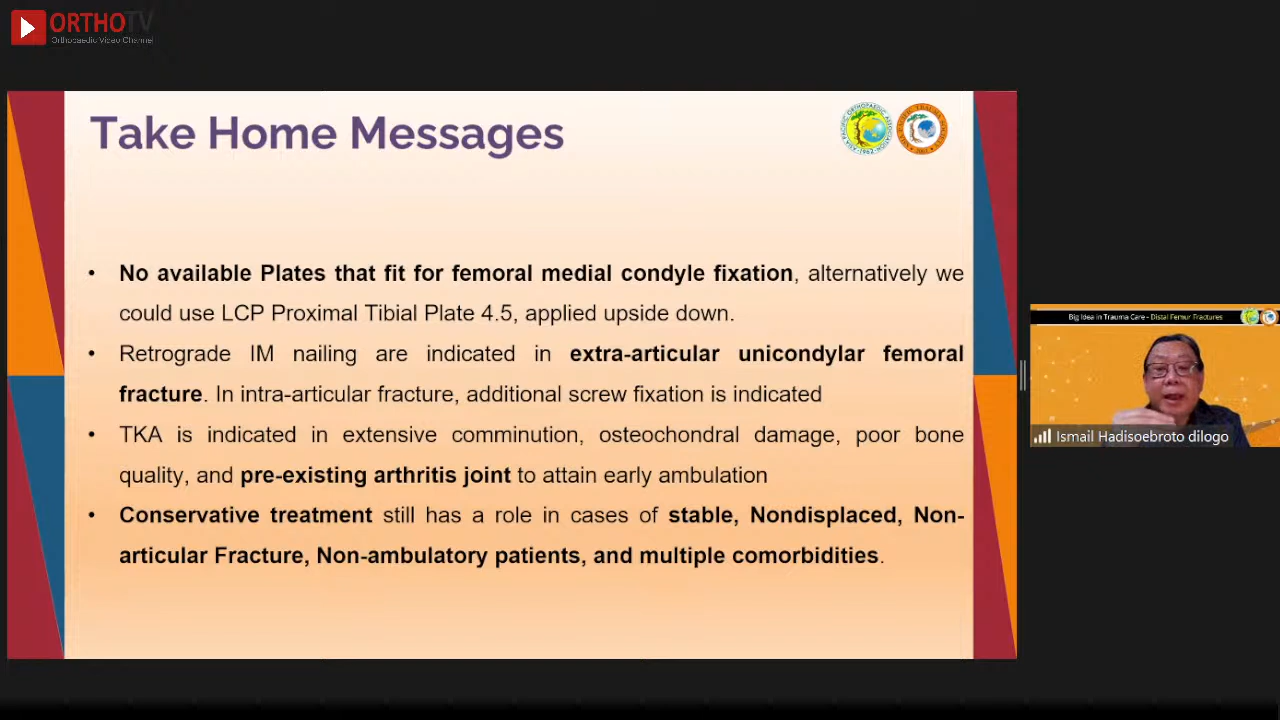 ORTHOTV
Orthopaedic Video Channel
Take Home Messages
• No available Plates that fit for femoral medial condyle fixation, alternatively we
could use LCP Proximal Tibial Plate 4.5, applied upside down.
• Retrograde IM nailing are indicated in extra-articular unicondylar femoral
fracture. In intra-articular fracture, additional screw fixation is indicated
• TKA is indicated in extensive comminution, osteochondral damage, poor bone
quality, and pre-existing arthritis joint to attain early ambulation
• Conservative treatment still has a role in cases of stable, Nondisplaced, Non-
articular Fracture, Non-ambulatory patients, and multiple comorbidities.
Big Idea in Trauma Care - Distal Femur Fractures
Ismail Hadisoebroto dilogo